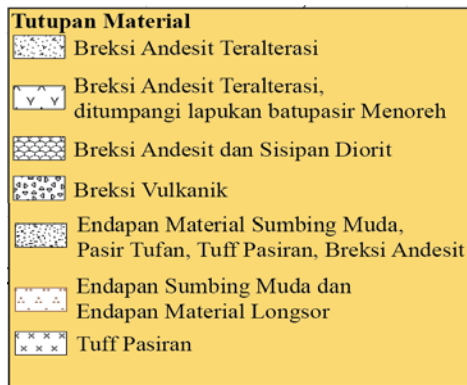 Tutupan Material
Breksi Andesit Teralterasi
Breksi Andesit Teralterasi,
ditumpangi lapukan batupasir Menoreh
Breksi Andesit dan Sisipan Diorit
Breksi Vulkanik
Endapan Material Sumbing Muda,
Pasir Tufan, Tuff Pasiran, Breksi Andesit
Endapan Sumbing Muda dan
Endapan Material Longsor
Tuff Pasiran